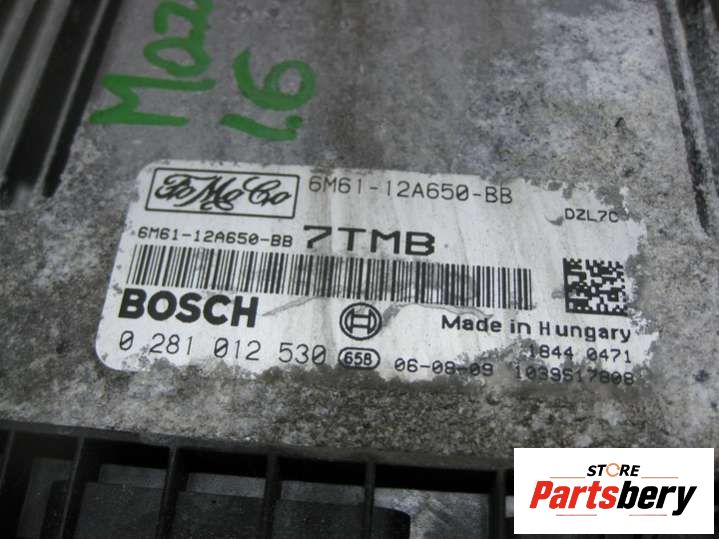 Maz
1.6
FoMoCo
6M61-12A650-BB
DZL7C
6M61-12A650-BB 7TMB
BOSCH
Made in Hungary
0 281 012 530 658 06-08-09
1844 0471
1039S17808
STORE
Partsbery